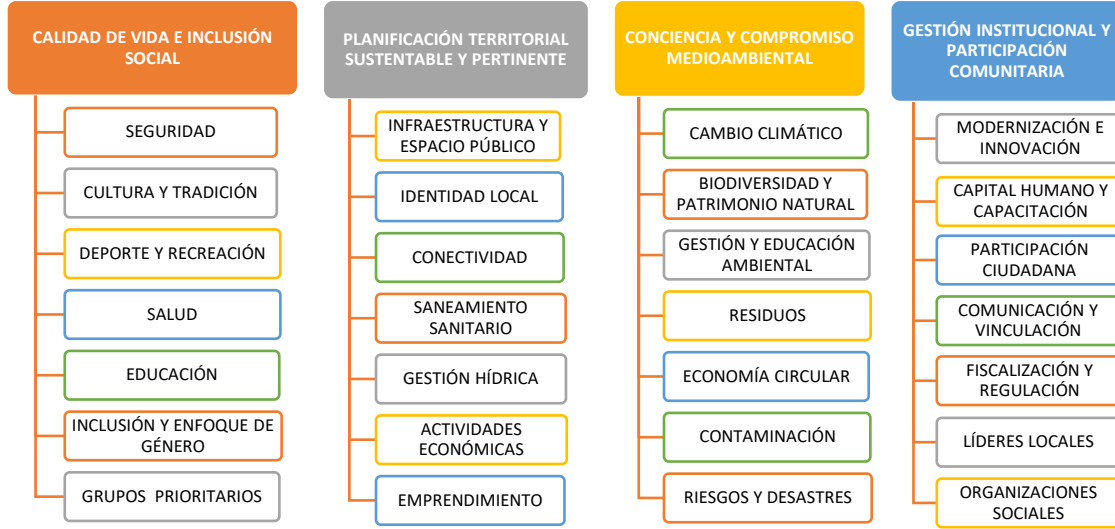 CALIDAD DE VIDA E INCLUSIÓN
SOCIAL
SEGURIDAD
CULTURA Y TRADICIÓN
DEPORTE Y RECREACIÓN
SALUD
EDUCACIÓN
INCLUSIÓN Y ENFOQUE DE
GÉNERO
GRUPOS PRIORITARIOS
PLANIFICACIÓN TERRITORIAL
SUSTENTABLE Y PERTINENTE
INFRAESTRUCTURA Y
ESPACIO PÚBLICO
IDENTIDAD LOCAL
CONECTIVIDAD
SANEAMIENTO
SANITARIO
GESTIÓN HÍDRICA
ACTIVIDADES
ECONÓMICAS
EMPRENDIMIENTO
CONCIENCIA Y COMPROMISO
MEDIOAMBIENTAL
CAMBIO CLIMÁTICO
BIODIVERSIDAD Y
PATRIMONIO NATURAL
GESTIÓN Y EDUCACIÓN
AMBIENTAL
RESIDUOS
ECONOMÍA CIRCULAR
CONTAMINACIÓN
RIESGOS Y DESASTRES
GESTIÓN INSTITUCIONAL Y
PARTICIPACIÓN
COMUNITARIA
MODERNIZACIÓN E
INNOVACIÓN
CAPITAL HUMANO Y
CAPACITACIÓN
PARTICIPACIÓN
CIUDADANA
COMUNICACIÓN Y
VINCULACIÓN
FISCALIZACIÓN Y
REGULACIÓN
LÍDERES LOCALES
ORGANIZACIONES
SOCIALES